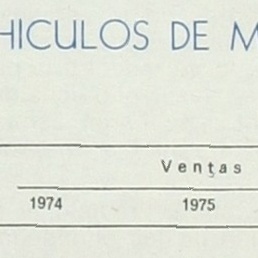 HICULOS DE M
Ventas
1974 1975